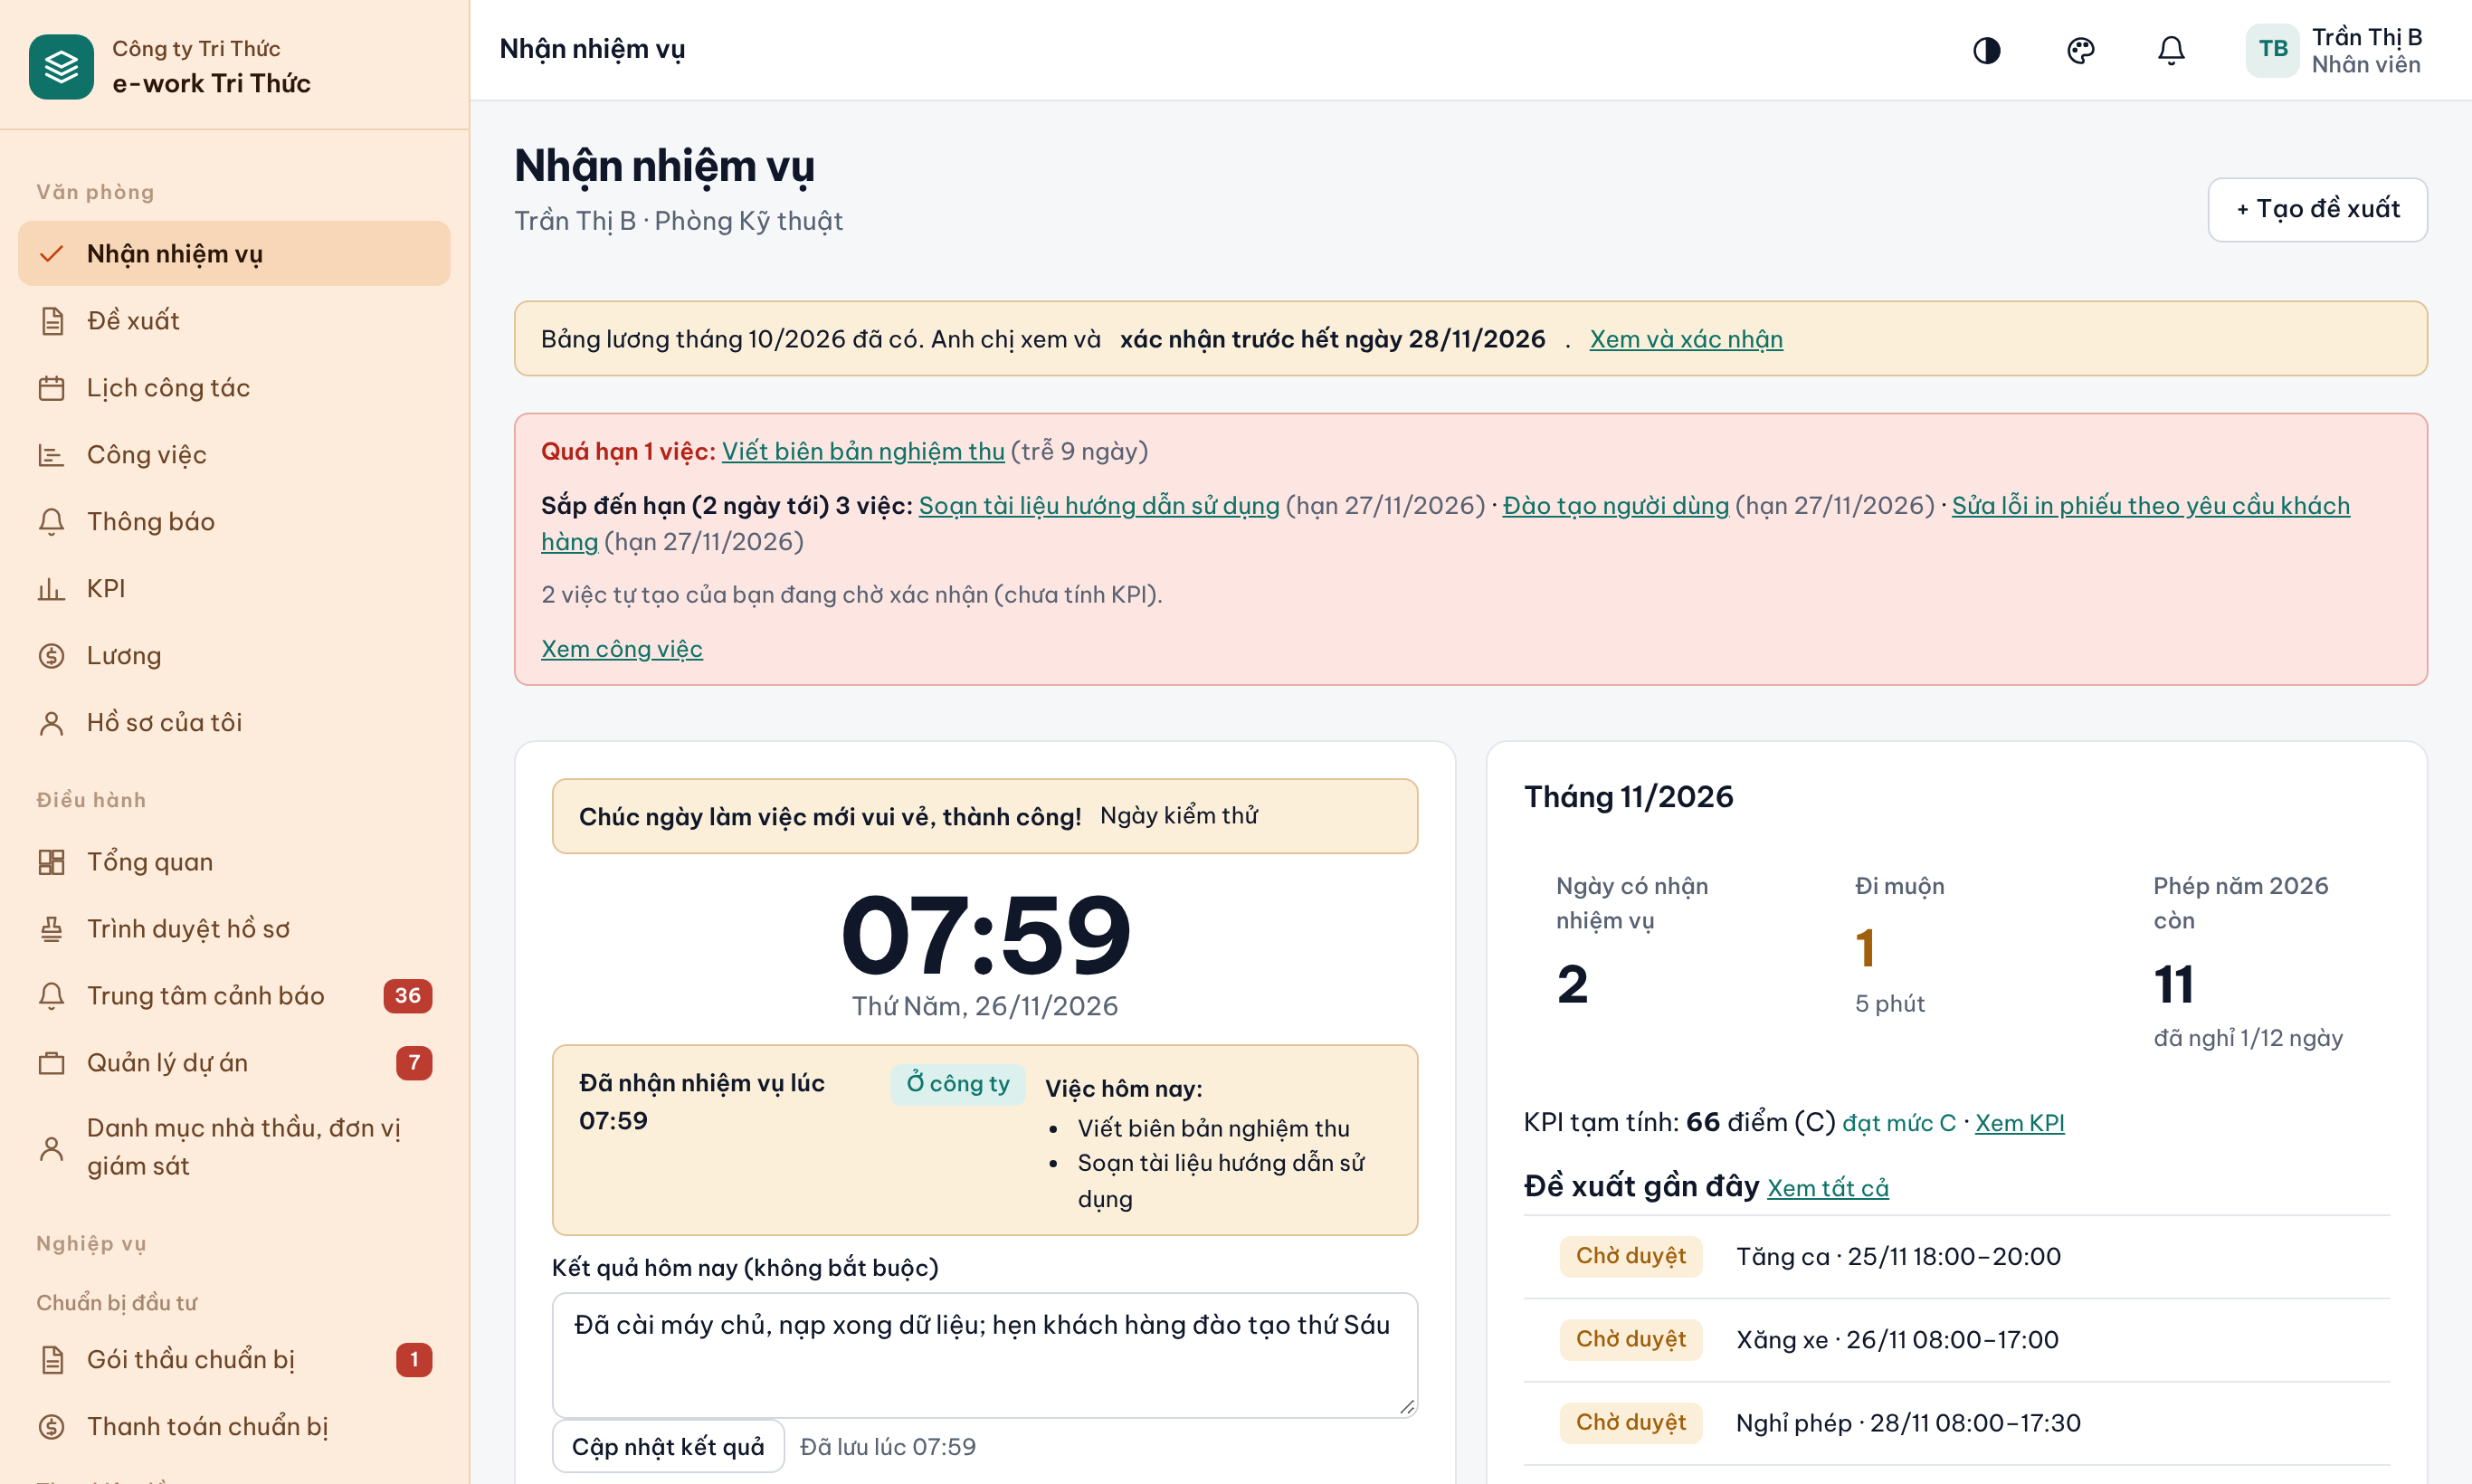 Công ty Tri Thức
e-work Tri Thức
Văn phòng
Nhận nhiệm vụ
Đề xuất
Lịch công tác
Công việc
Thông báo
KPI
Lương
Hồ sơ của tôi
Điều hành
Tổng quan
Trình duyệt hồ sơ
Trung tâm cảnh báo 36
Quản lý dự án 7
Danh mục nhà thầu, đơn vị
giám sát
Nghiệp vụ
Chuẩn bị đầu tư
Gói thầu chuẩn bị 1
Thanh toán chuẩn bị
Nhận nhiệm vụ
TB
Trần Thị B
Nhân viên
Nhận nhiệm vụ
Trần Thị B · Phòng Kỹ thuật
+ Tạo đề xuất
Bảng lương tháng 10/2026 đã có. Anh chị xem và xác nhận trước hết ngày 28/11/2026 . Xem và xác nhận
Quá hạn 1 việc: Viết biên bản nghiệm thu (trễ 9 ngày)
Sắp đến hạn (2 ngày tới) 3 việc: Soạn tài liệu hướng dẫn sử dụng (hạn 27/11/2026) · Đào tạo người dùng (hạn 27/11/2026) · Sửa lỗi in phiếu theo yêu cầu khách
hàng (hạn 27/11/2026)
2 việc tự tạo của bạn đang chờ xác nhận (chưa tính KPI).
Xem công việc
Chúc ngày làm việc mới vui vẻ, thành công! Ngày kiểm thử
07:59
Thứ Năm, 26/11/2026
Đã nhận nhiệm vụ lúc
07:59
Ở công ty
Việc hôm nay:
• Viết biên bản nghiệm thu
• Soạn tài liệu hướng dẫn sử
dụng
Kết quả hôm nay (không bắt buộc)
Đã cài máy chủ, nạp xong dữ liệu; hẹn khách hàng đào tạo thứ Sáu
Cập nhật kết quả Đã lưu lúc 07:59
Tháng 11/2026
Ngày có nhận
nhiệm vụ
2
Đi muộn
1
5 phút
Phép năm 2026
còn
11
đã nghỉ 1/12 ngày
KPI tạm tính: 66 điểm (C) đạt mức C · Xem KPI
Đề xuất gần đây Xem tất cả
Chờ duyệt Tăng ca · 25/11 18:00–20:00
Chờ duyệt Xăng xe · 26/11 08:00–17:00
Chờ duyệt Nghỉ phép · 28/11 08:00–17:30